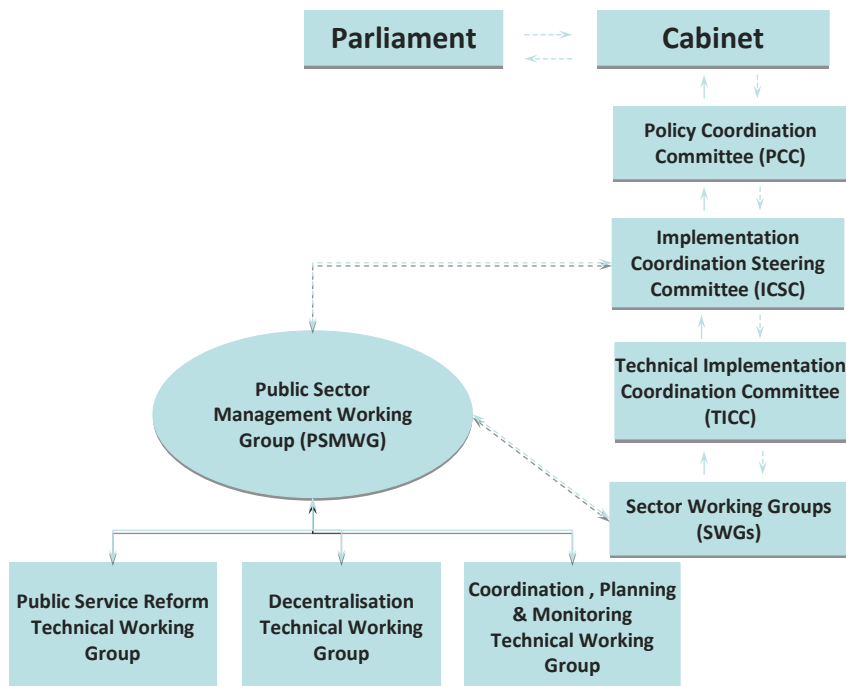 Parliament
Cabinet
Policy Coordination
Committee (PCC)
Implementation
Coordination Steering
Committee (ICSC)
Technical Implementation
Coordination Committee
(TICC)
Public Sector
Management Working
Group (PSMWG)
Sector Working Groups
(SWGs)
Public Service Reform
Technical Working
Group
Decentralisation
Technical Working
Group
Coordination , Planning
& Monitoring
Technical Working
Group